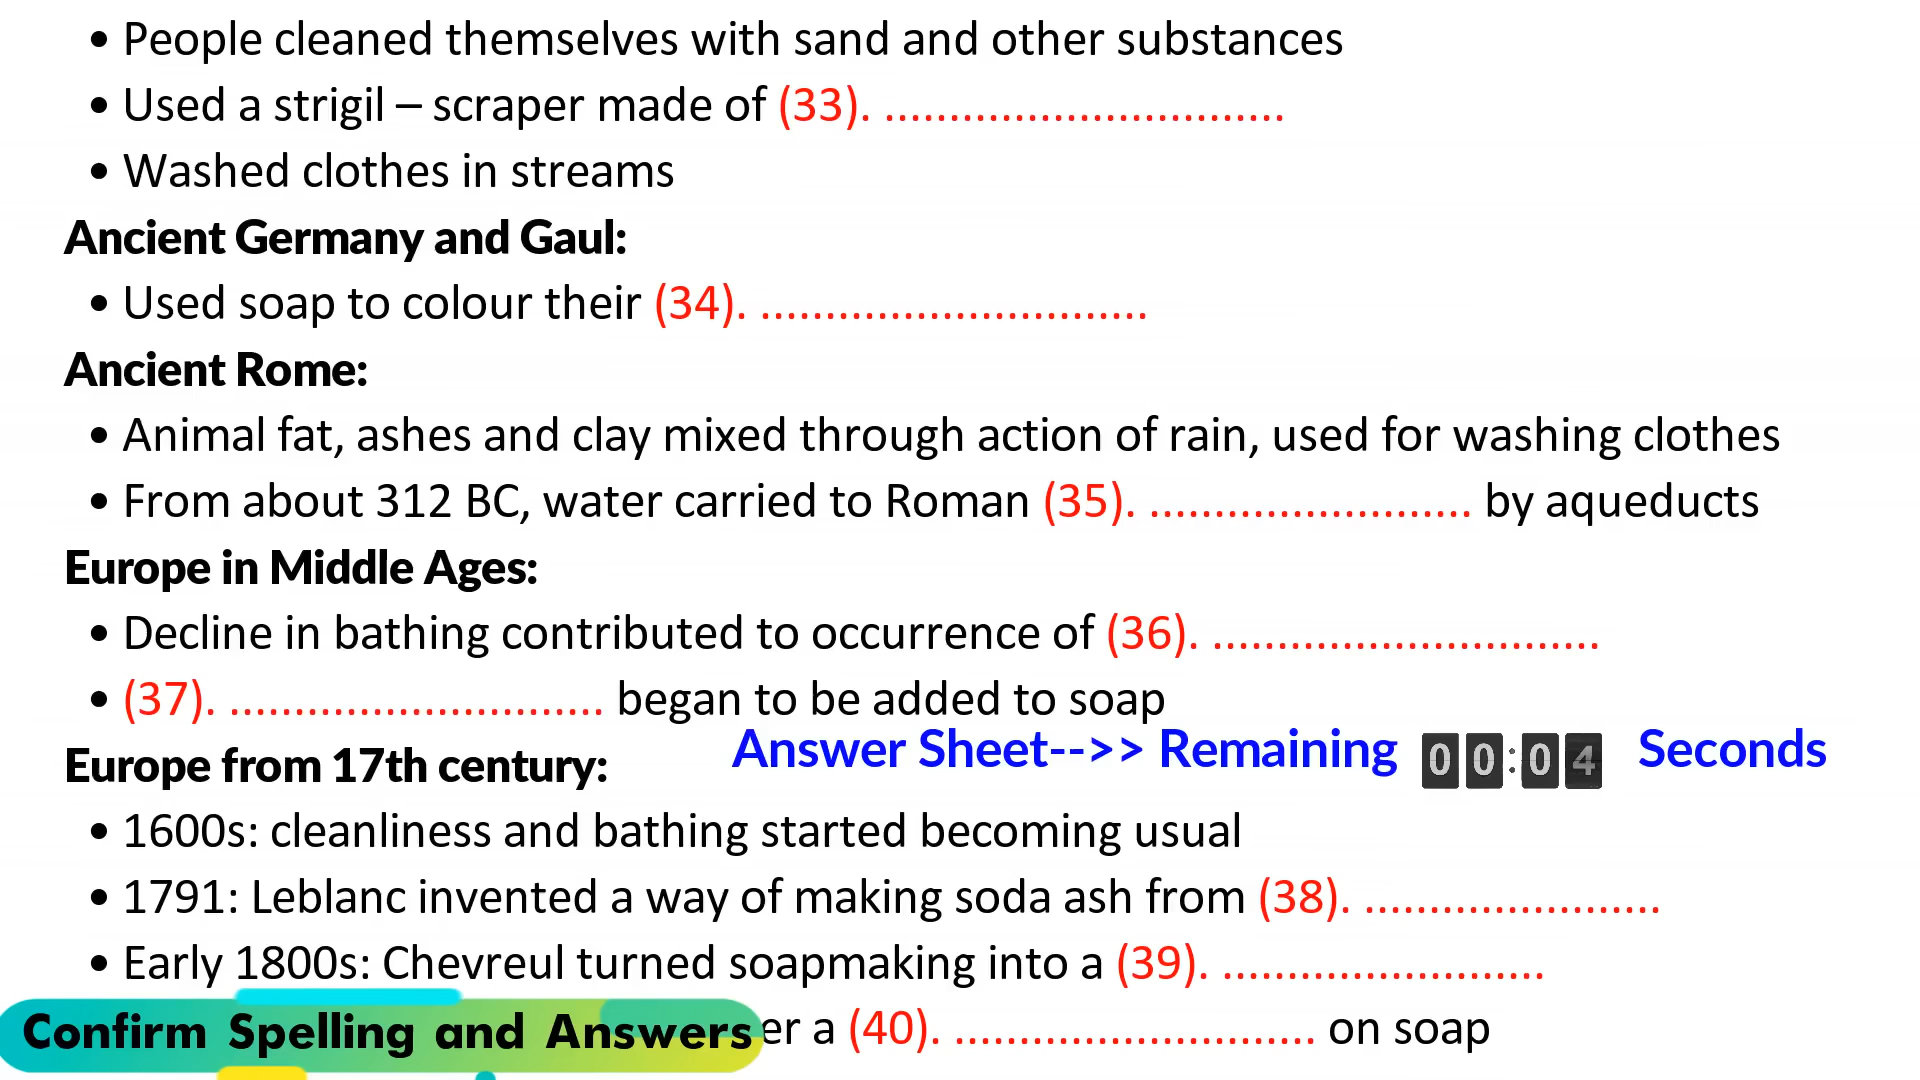 • People cleaned themselves with sand and other substances
• Used a strigil – scraper made of (33). ...............................
• Washed clothes in streams
Ancient Germany and Gaul:
• Used soap to colour their (34). ..............................
Ancient Rome:
• Animal fat, ashes and clay mixed through action of rain, used for washing clothes
• From about 312 BC, water carried to Roman (35). ......................... by aqueducts
Europe in Middle Ages:
• Decline in bathing contributed to occurrence of (36). ..............................
• (37). ............................. began to be added to soap
Answer Sheet-->> Remaining 00:04 Seconds
Europe from 17th century:
• 1600s: cleanliness and bathing started becoming usual
• 1791: Leblanc invented a way of making soda ash from (38). .......................
• Early 1800s: Chevreul turned soapmaking into a (39). .........................
Confirm Spelling and Answers
er a (40). ............................ on soap